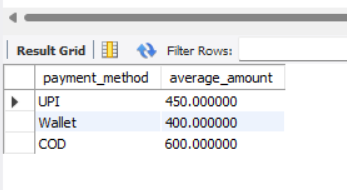 Result Grid Filter Rows:
payment_method average_amount
UPI 450.000000
Wallet 400.000000
COD 600.000000